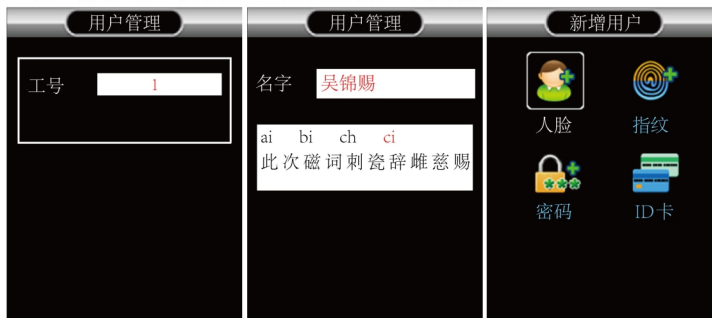 用户管理
工号 1
用户管理
名字 吴锦赐
ai bi ch ci
此次磁词刺瓷辞雌慈赐
新增用户
人脸 指纹
密码 ID卡